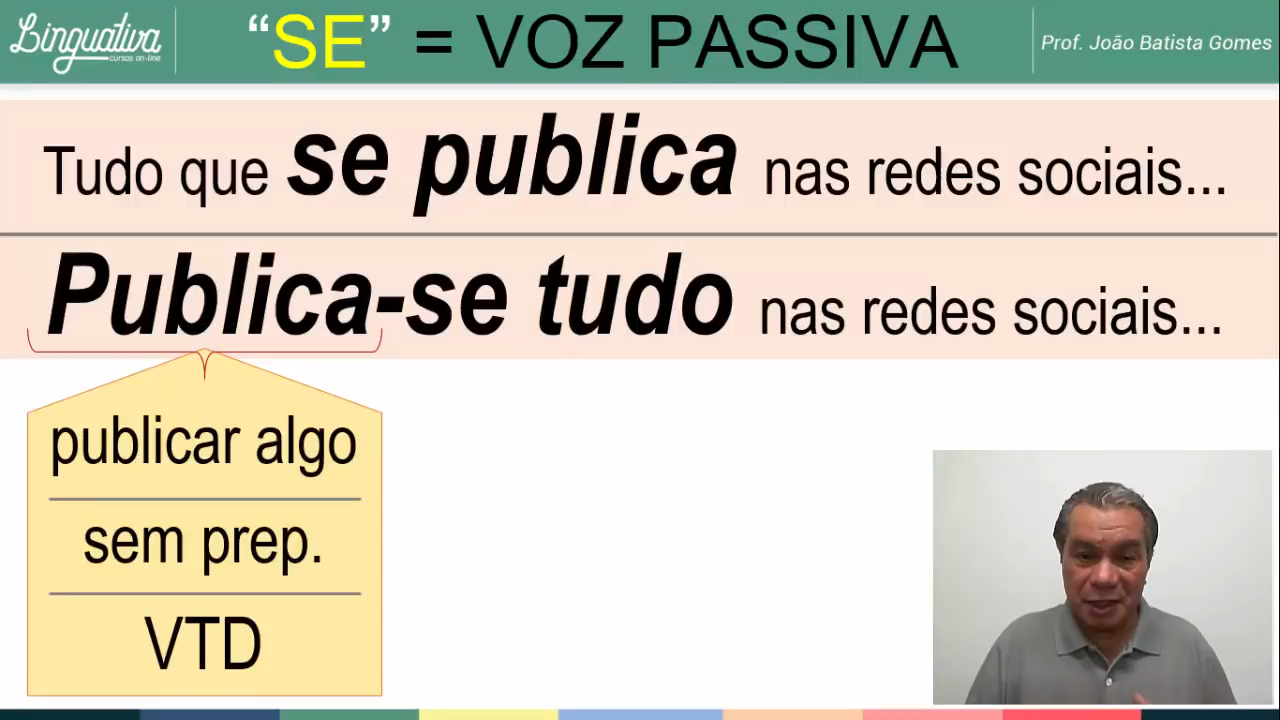 Linguativa
cursos on-line
“SE” = VOZ PASSIVA
Prof. João Batista Gomes
Tudo que se publica nas redes sociais...
Publica-se tudo nas redes sociais...
publicar algo
sem prep.
VTD